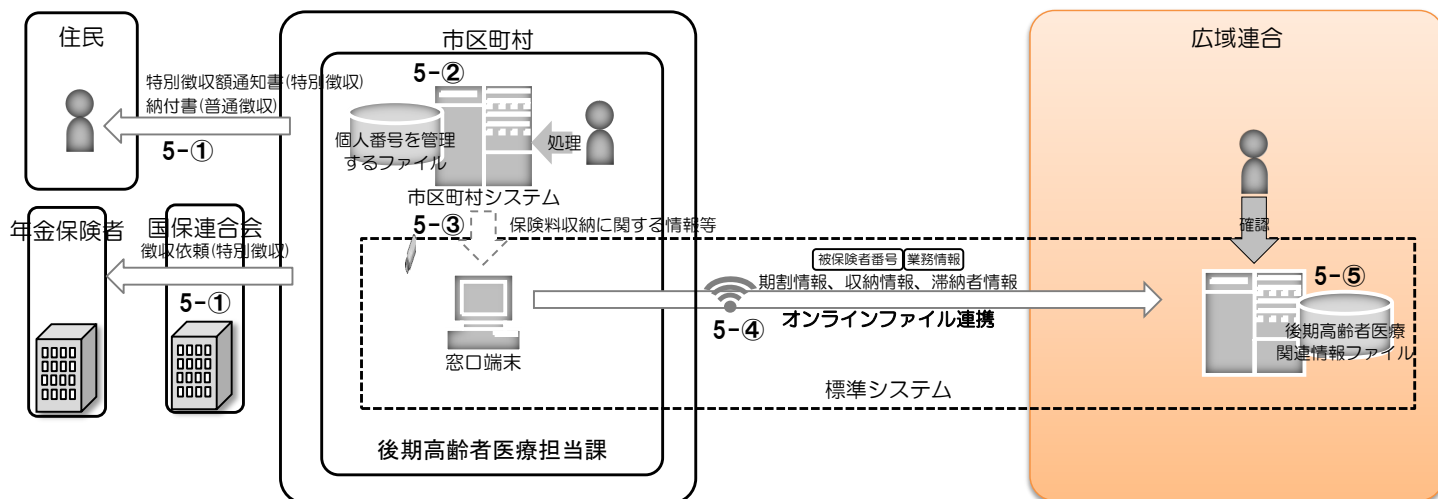 住民
特別徴収額通知書(特別徴収)
納付書(普通徴収)
5-①
年金保険者
国保連合会
徴収依頼(特別徴収)
5-①
市区町村
5-②
個人番号を管理
するファイル
処理
市区町村システム
5-③
保険料収納に関する情報等
窓口端末
後期高齢者医療担当課
被保険者番号 業務情報
期割情報、収納情報、滞納者情報
5-④
オンラインファイル連携
標準システム
広域連合
確認
5-⑤
後期高齢者医療
関連情報ファイル